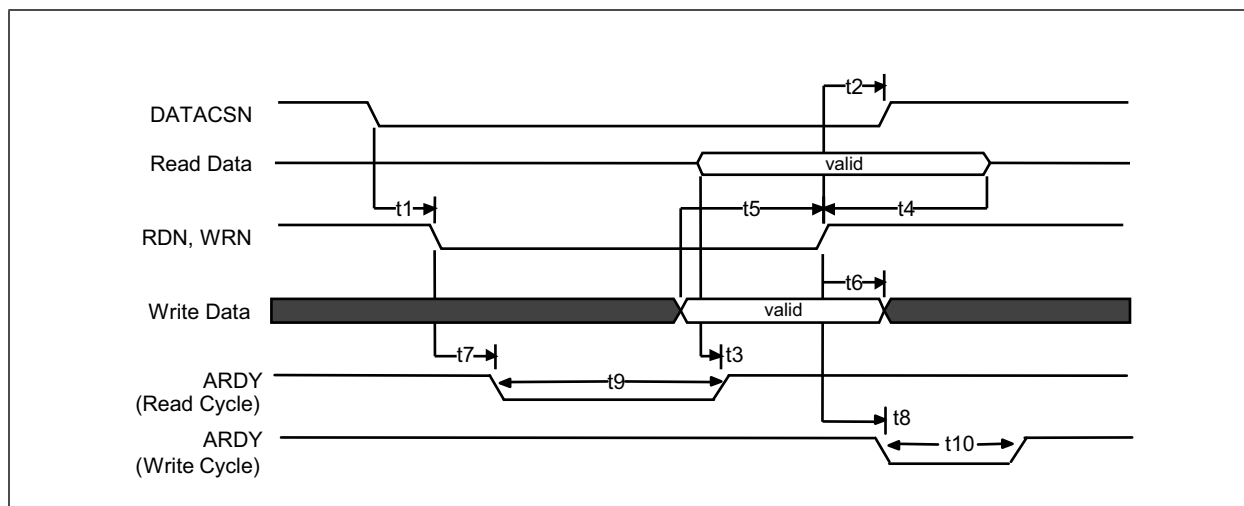 t2
DATACSN
Read Data
valid
t1
t5
t4
RDN, WRN
t6
Write Data
valid
t7
t3
ARDY
(Read Cycle)
t9
t8
ARDY
(Write Cycle)
t10